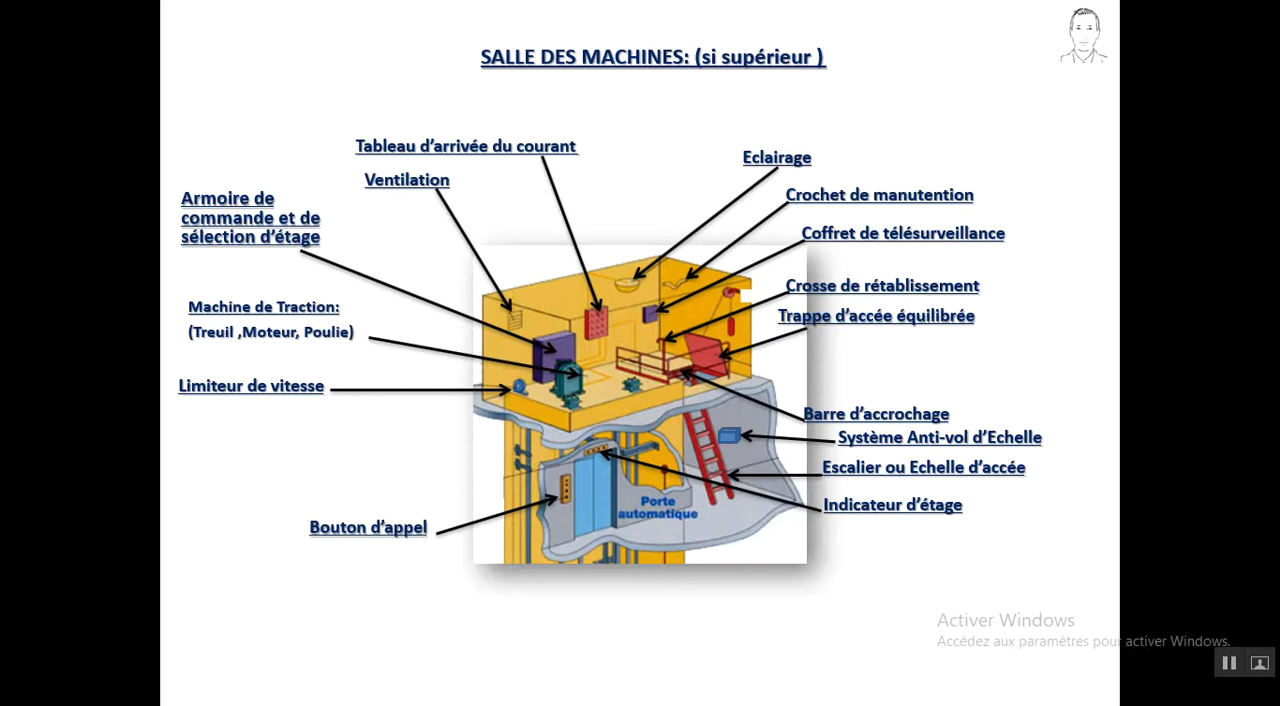 SALLE DES MACHINES: (si supérieur )
Tableau d’arrivée du courant
Eclairage
Ventilation
Crochet de manutention
Armoire de
commande et de
sélection d’étage
Coffret de télésurveillance
Crosse de rétablissement
Machine de Traction:
(Treuil ,Moteur, Poulie)
Trappe d’accée équilibrée
Limiteur de vitesse
Barre d’accrochage
Système Anti-vol d’Echelle
Escalier ou Echelle d’accée
Indicateur d’étage
Porte
automatique
Bouton d’appel
Activer Windows
Accédez aux paramètres pour activer Windows.